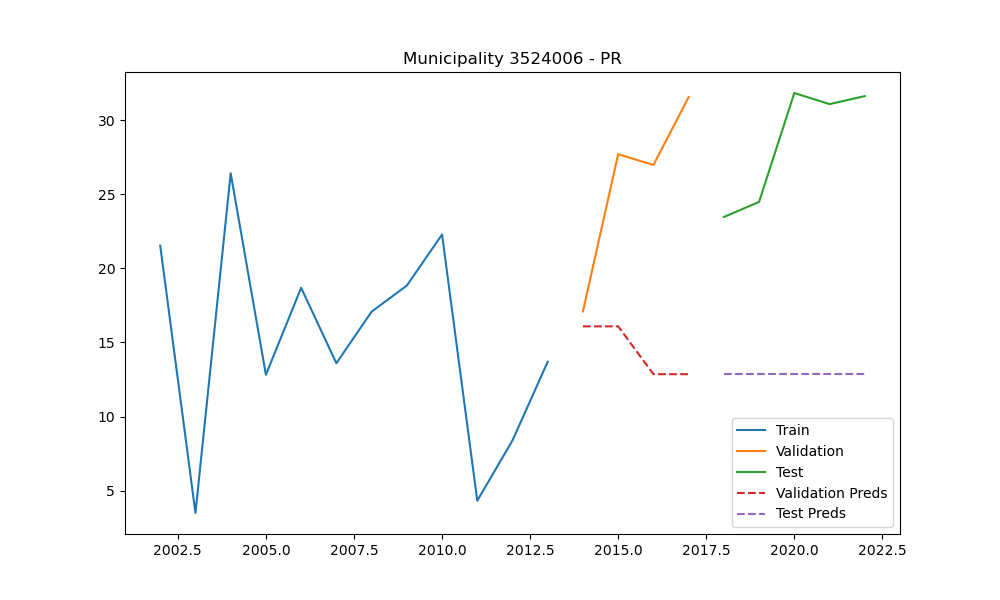 Municipality 3524006 - PR
30
25
20
15
10
5
2002.5 2005.0 2007.5 2010.0 2012.5 2015.0 2017.5 2020.0 2022.5
Train
Validation
Test
Validation Preds
Test Preds